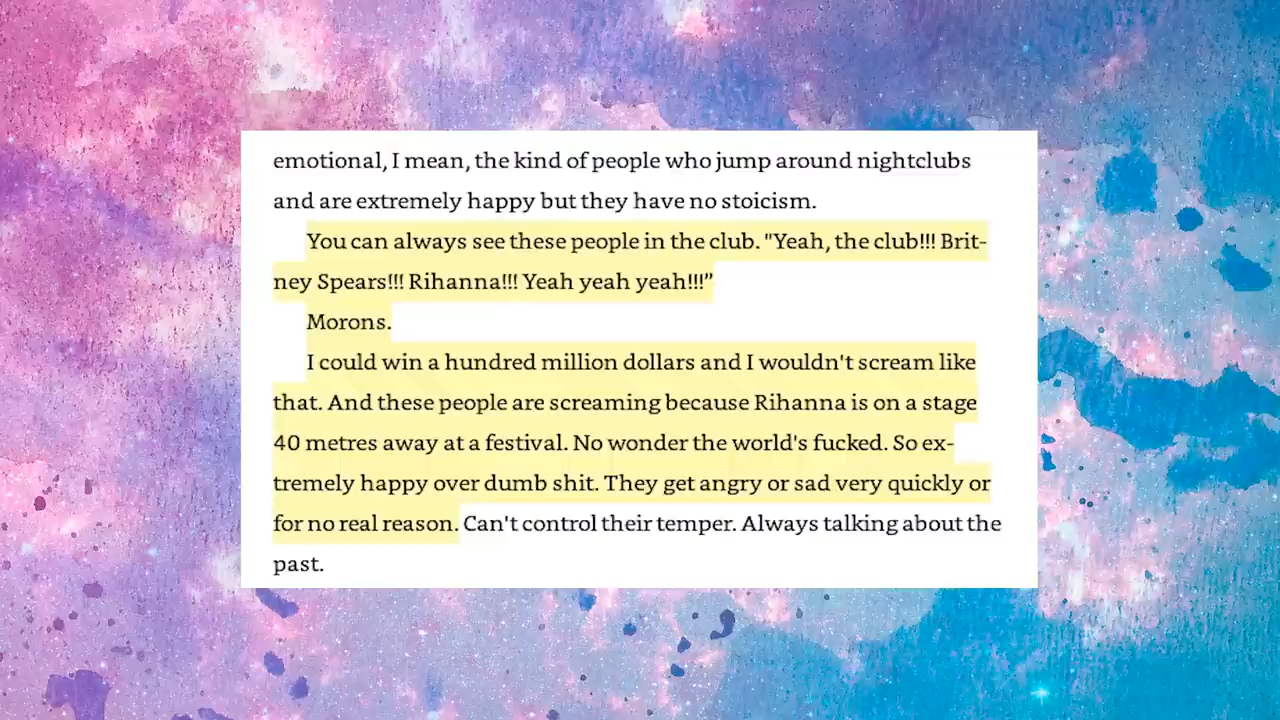 emotional, I mean, the kind of people who jump around nightclubs
and are extremely happy but they have no stoicism.
You can always see these people in the club. "Yeah, the club!!! Brit-
ney Spears!!! Rihanna!!! Yeah yeah yeah!!!”
Morons.
I could win a hundred million dollars and I wouldn't scream like
that. And these people are screaming because Rihanna is on a stage
40 metres away at a festival. No wonder the world's fucked. So ex-
tremely happy over dumb shit. They get angry or sad very quickly or
for no real reason. Can't control their temper. Always talking about the
past.